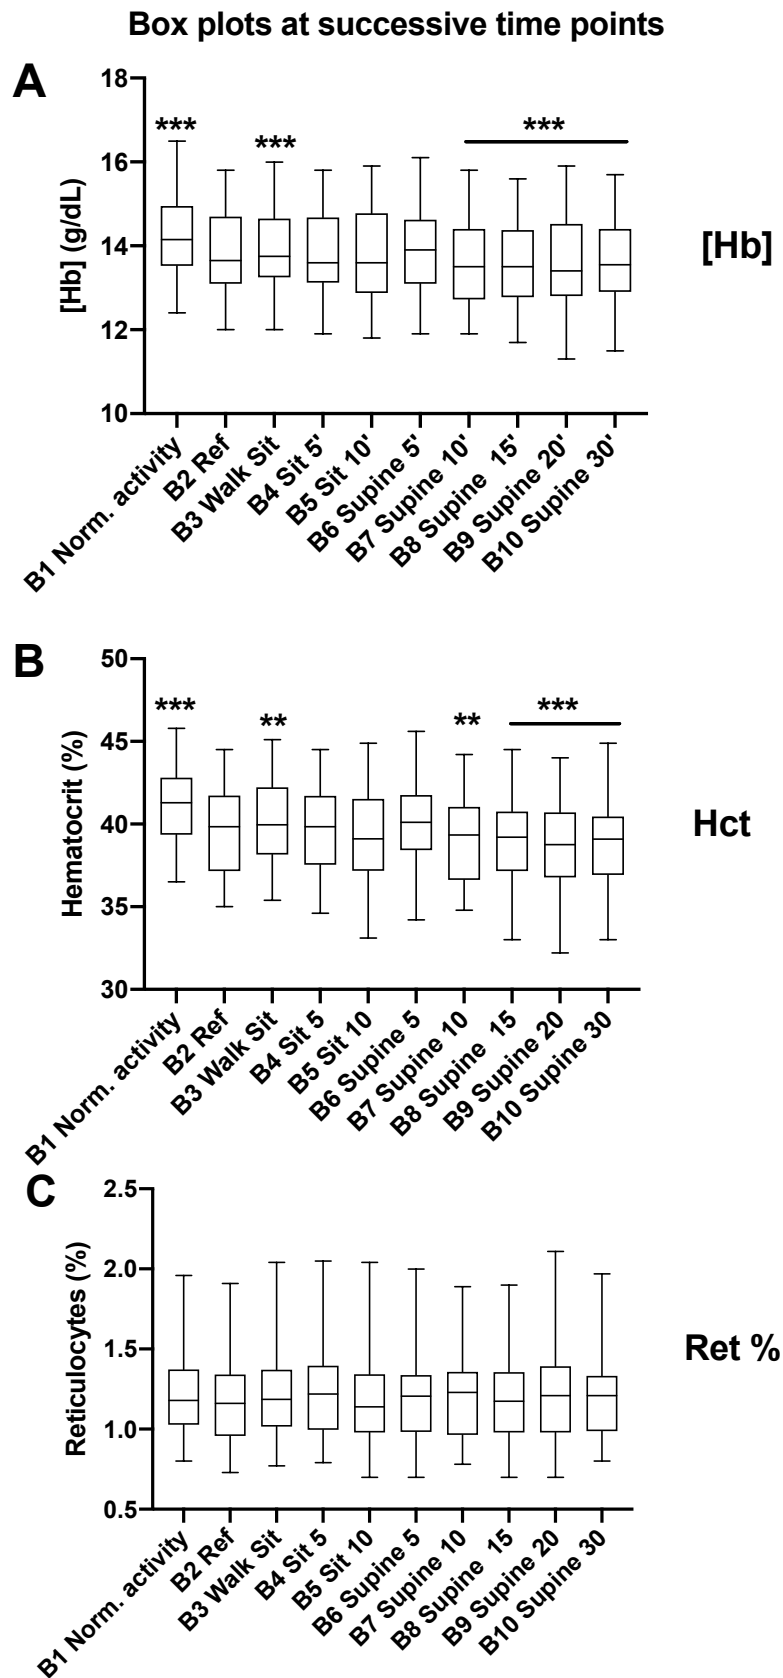 Box plots at successive time points
A
[Hb] (g/dL)
18
16
14
12
10
***
***
***
[Hb]
B1 Norm. activity
B2 Ref
B3 Walk Sit
B4 Sit 5'
B5 Sit 10'
B6 Supine 5'
B7 Supine 10'
B8 Supine  15'
B9 Supine 20'
B10 Supine 30'
B
Hematocrit (%)
50
45
40
35
30
***
**
**
***
Hct
B1 Norm. activity
B2 Ref
B3 Walk Sit
B4 Sit 5
B5 Sit 10
B6 Supine 5
B7 Supine 10
B8 Supine  15
B9 Supine 20
B10 Supine 30
C
Reticulocytes (%)
2.5
2.0
1.5
1.0
0.5
Ret %
B1 Norm. activity
B2 Ref
B3 Walk Sit
B4 Sit 5
B5 Sit 10
B6 Supine 5
B7 Supine 10
B8 Supine  15
B9 Supine 20
B10 Supine 30